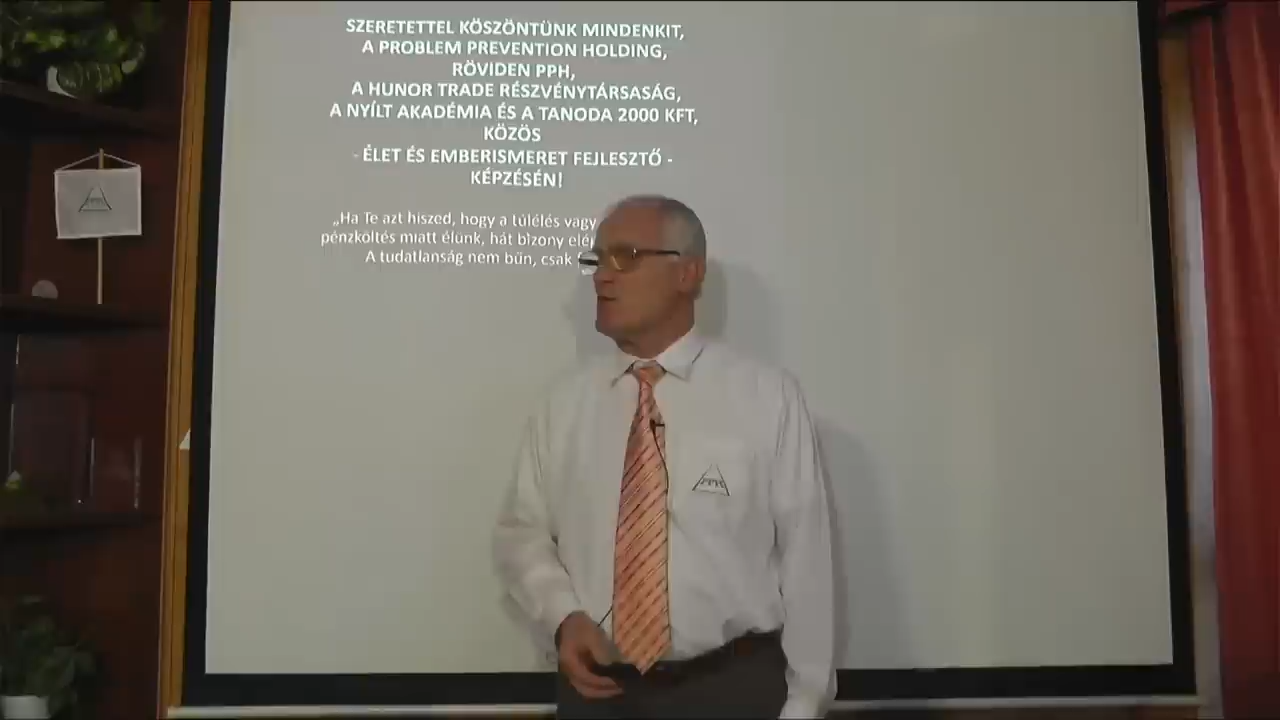 SZERETETTEL KÖSZÖNTÜNK MINDENKIT,
A PROBLEM PREVENTION HOLDING,
RÖVIDEN PPH,
A HUNOR TRADE RÉSZVÉNYTÁRSASÁG,
A NYÍLT AKADÉMIA ÉS A TANODA 2000 KFT,
KÖZÖS
- ÉLET ÉS EMBERISMERET FEJLESZTŐ -
KÉPZÉSÉN!
„Ha Te azt hiszed, hogy a túlélés vagy
pénzköltés miatt élünk, hát bizony
A tudatlanság nem bűn, csak